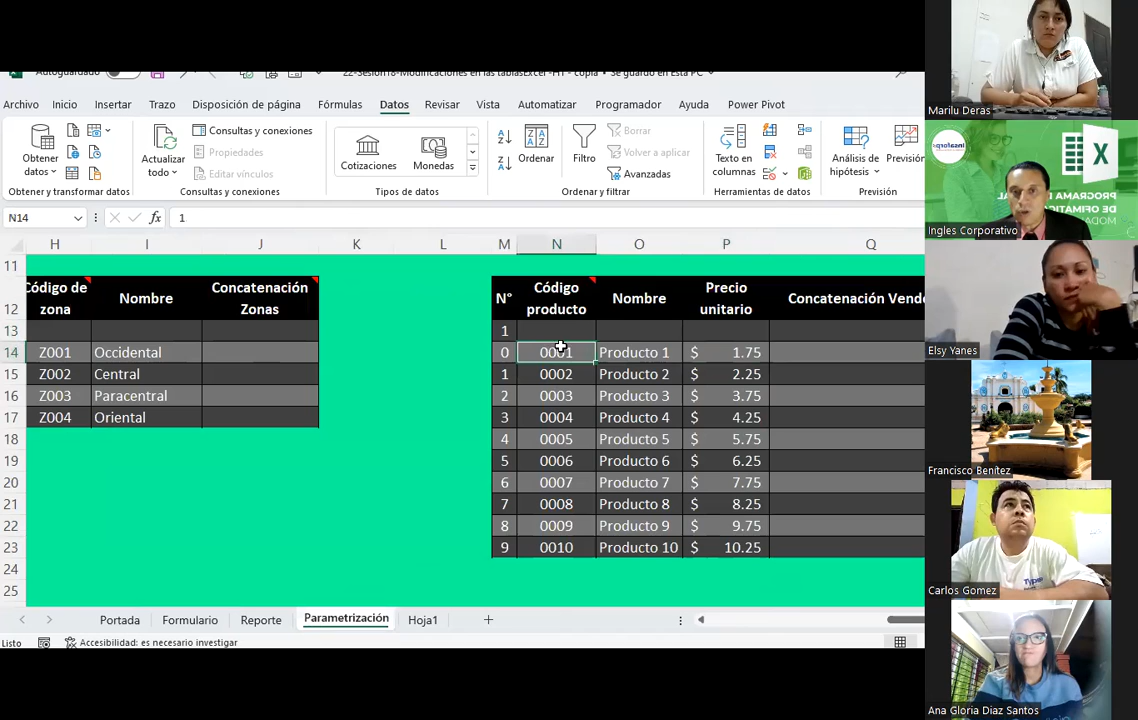 Autoguardado
22-Sesion18-Modificaciones en las tablasExcel -HT - copia • Se guardó en Esta PC
Archivo Inicio Insertar Trazo Disposición de página Fórmulas Datos Revisar Vista Automatizar Programador Ayuda Power Pivot
Obtener datos
Actualizar todo
Consultas y conexiones
Propiedades
Editar vínculos
Cotizaciones Monedas
Ordenar
Filtro
Borrar
Volver a aplicar
Avanzadas
Texto en columnas
Análisis de hipótesis
Previsión
Obtener y transformar datos Consultas y conexiones Tipos de datos Ordenar y filtrar Herramientas de datos Previsión
N14 fx 1
H I J K L M N O P Q
11
12 Código de zona Nombre Concatenación Zonas N° Código producto Nombre Precio unitario Concatenación Vende
13 1
14 Z001 Occidental 0 0001 Producto 1 $ 1.75
15 Z002 Central 1 0002 Producto 2 $ 2.25
16 Z003 Paracentral 2 0003 Producto 3 $ 3.75
17 Z004 Oriental 3 0004 Producto 4 $ 4.25
18 4 0005 Producto 5 $ 5.75
19 5 0006 Producto 6 $ 6.25
20 6 0007 Producto 7 $ 7.75
21 7 0008 Producto 8 $ 8.25
22 8 0009 Producto 9 $ 9.75
23 9 0010 Producto 10 $ 10.25
24
25
Portada Formulario Reporte Parametrización Hoja1 +
Listo Accesibilidad: es necesario investigar
Marilu Deras
Ingles Corporativo
Elsy Yanes
Francisco Benítez
Carlos Gomez
Ana Gloria Diaz Santos